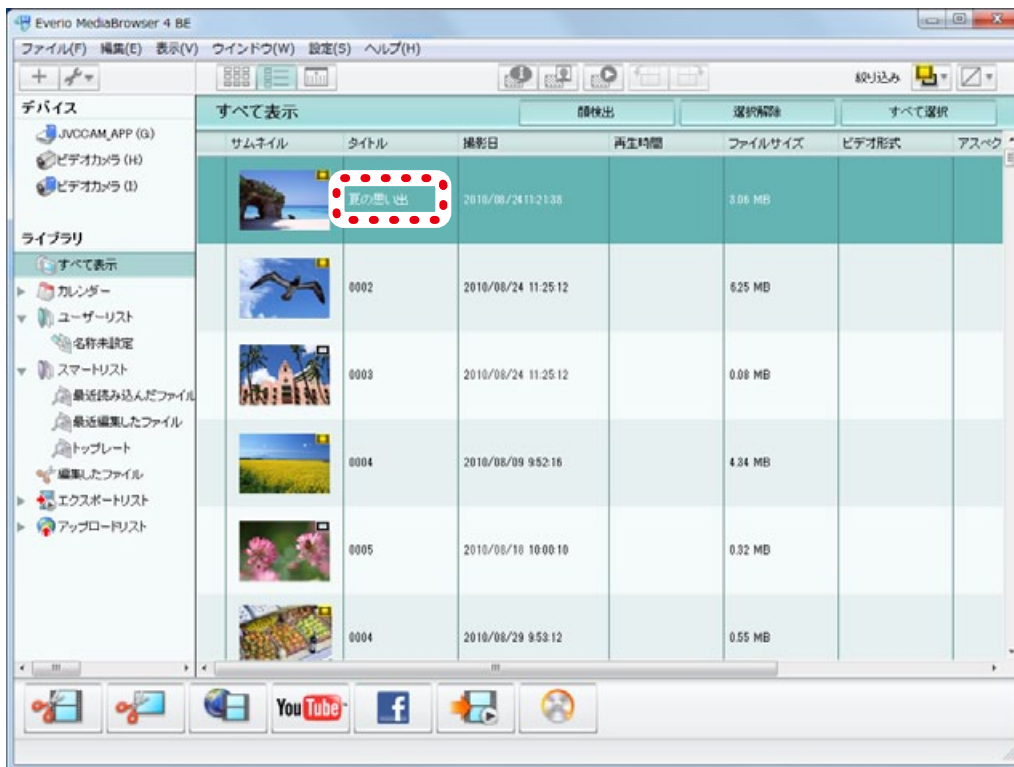 Everio MediaBrowser 4 BE
ファイル(F) 編集(E) 表示(V) ウインドウ(W) 設定(S) ヘルプ(H)
絞り込み
デバイス
JVCCAM_APP (G)
ビデオカメラ (H)
ビデオカメラ (I)
ライブラリ
すべて表示
カレンダー
ユーザーリスト
名称未設定
スマートリスト
最近読み込んだファイル
最近編集したファイル
トップレート
編集したファイル
エクスポートリスト
アップロードリスト
すべて表示 顔検出 選択解除 すべて選択
サムネイル タイトル 撮影日 再生時間 ファイルサイズ ビデオ形式 アスペク
夏の思い出 2010/08/24 11:21:38 3.06 MB
0002 2010/08/24 11:25:12 6.25 MB
0003 2010/08/24 11:25:12 0.08 MB
0004 2010/08/09 9:52:16 4.34 MB
0005 2010/08/18 10:00:10 0.32 MB
0004 2010/08/29 9:53:12 0.55 MB
YouTube
f